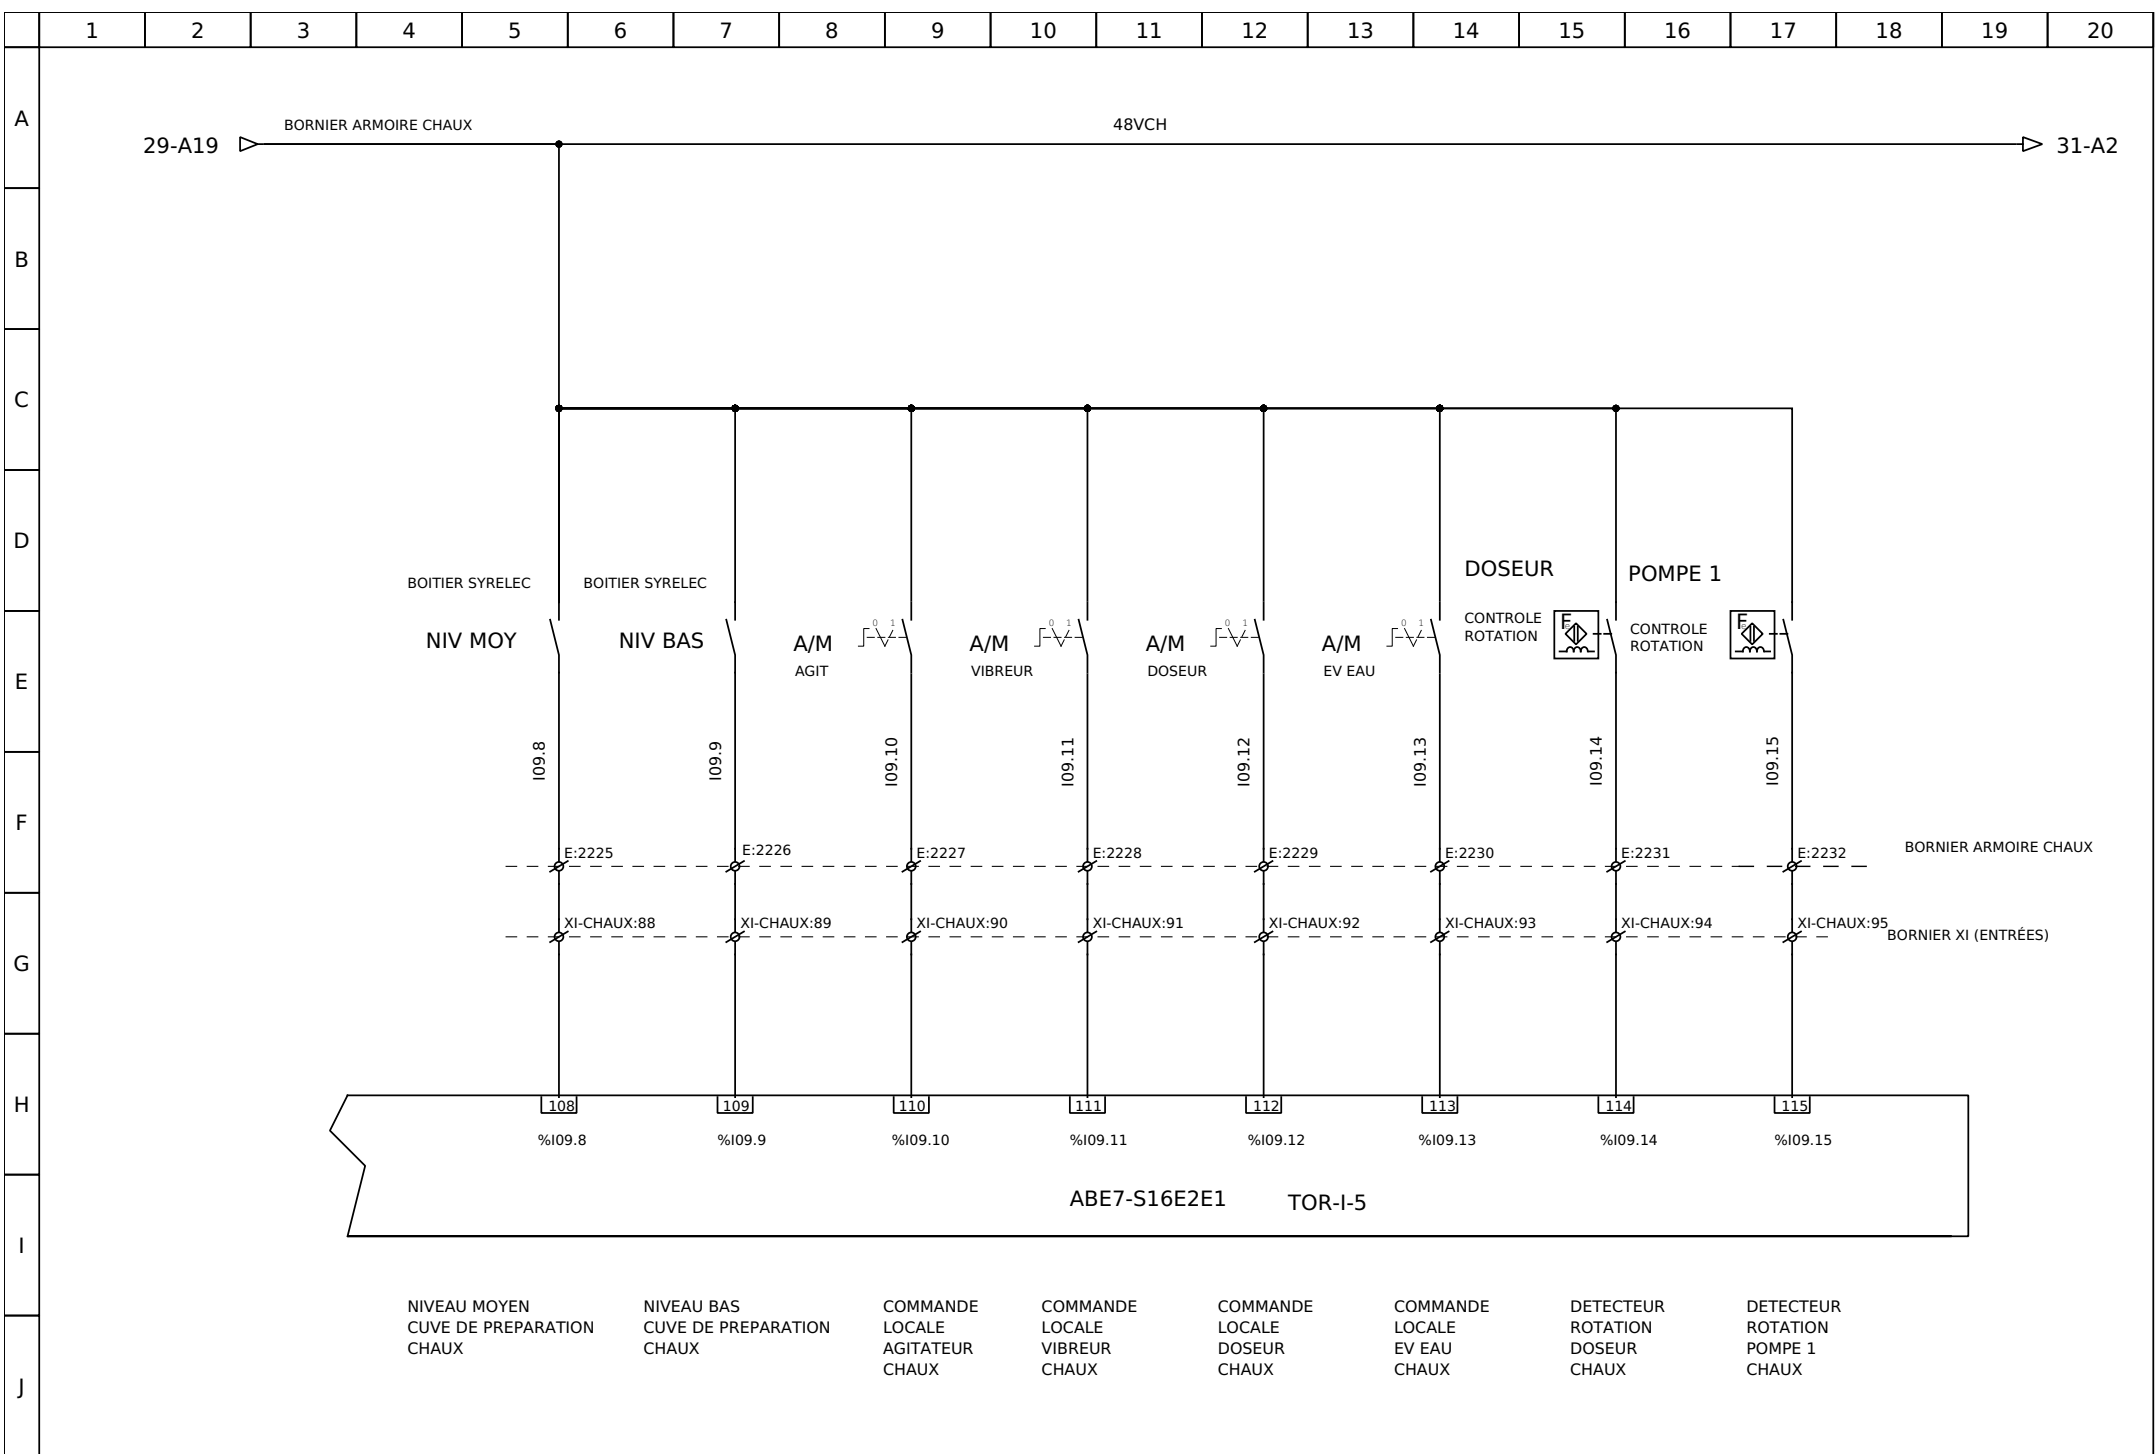 1 2 3 4 5 6 7 8 9 10 11 12 13 14 15 16 17 18 19 20
A
BORNIER ARMOIRE CHAUX 48VCH
29-A19 31-A2
B
C
D
DOSEUR POMPE 1
BOITIER SYRELEC BOITIER SYRELEC
NIV MOY NIV BAS
0 1 0 1 0 1 0 1
A/M A/M A/M A/M
AGIT VIBREUR DOSEUR EV EAU
CONTROLE
ROTATION
F
CONTROLE
ROTATION
F
E
I09.8 I09.9 I09.10 I09.11 I09.12 I09.13 I09.14 I09.15
F
E:2225 E:2226 E:2227 E:2228 E:2229 E:2230 E:2231 E:2232 BORNIER ARMOIRE CHAUX
XI-CHAUX:88 XI-CHAUX:89 XI-CHAUX:90 XI-CHAUX:91 XI-CHAUX:92 XI-CHAUX:93 XI-CHAUX:94 XI-CHAUX:95 BORNIER XI (ENTRÉES)
G
H
108 109 110 111 112 113 114 115
%I09.8 %I09.9 %I09.10 %I09.11 %I09.12 %I09.13 %I09.14 %I09.15
ABE7-S16E2E1 TOR-I-5
I
NIVEAU MOYEN
CUVE DE PREPARATION
CHAUX
NIVEAU BAS
CUVE DE PREPARATION
CHAUX
COMMANDE
LOCALE
AGITATEUR
CHAUX
COMMANDE
LOCALE
VIBREUR
CHAUX
COMMANDE
LOCALE
DOSEUR
CHAUX
COMMANDE
LOCALE
EV EAU
CHAUX
DETECTEUR
ROTATION
DOSEUR
CHAUX
DETECTEUR
ROTATION
POMPE 1
CHAUX
J